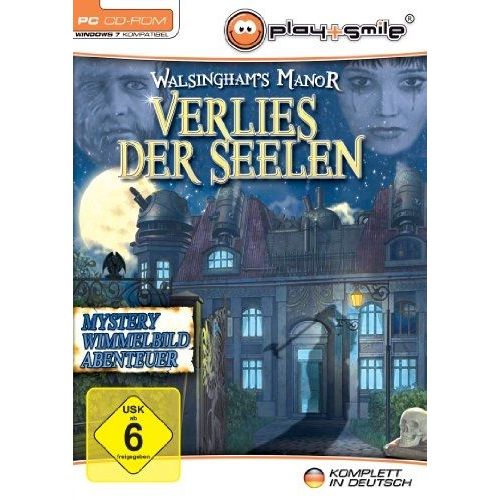 PC CD-ROM
WINDOWS 7 KOMPATIBEL
play+smile®
WALSINGHAM'S MANOR
VERLIES
DER SEELEN
MYSTERY
WIMMELBILD
ABENTEUER
USK
ab
6
freigegeben
KOMPLETT
IN DEUTSCH